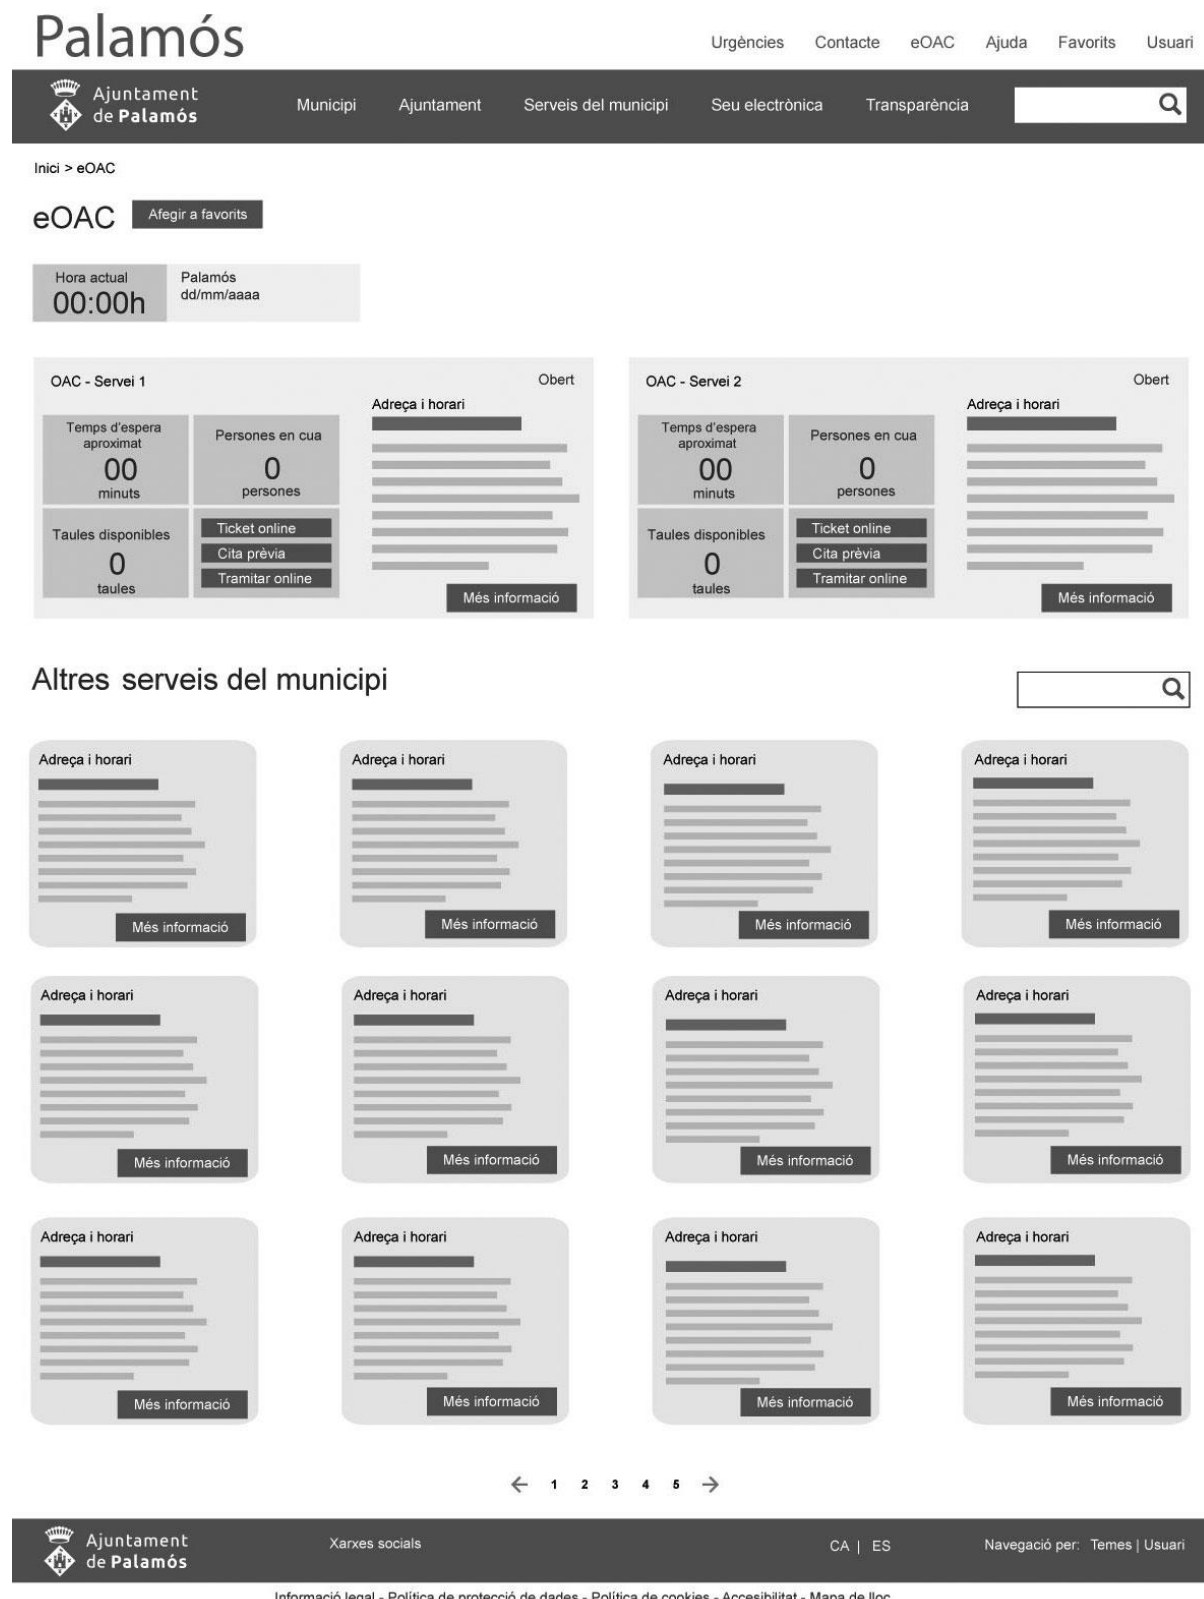 Palamós
Urgències Contacte eOAC Ajuda Favorits Usuari
Ajuntament
de Palamós
Municipi Ajuntament Serveis del municipi Seu electrònica Transparència
Inici > eOAC
eOAC Afegir a favorits
Hora actual
00:00h
Palamós
dd/mm/aaaa
OAC - Servei 1 Obert
Temps d'espera
aproximat
00
minuts
Persones en cua
0
persones
Taules disponibles
0
taules
Ticket online
Cita prèvia
Tramitar online
Adreça i horari
Més informació
OAC - Servei 2 Obert
Temps d'espera
aproximat
00
minuts
Persones en cua
0
persones
Taules disponibles
0
taules
Ticket online
Cita prèvia
Tramitar online
Adreça i horari
Més informació
Altres serveis del municipi
Adreça i horari Adreça i horari Adreça i horari Adreça i horari
Més informació Més informació Més informació Més informació
Adreça i horari Adreça i horari Adreça i horari Adreça i horari
Més informació Més informació Més informació Més informació
Adreça i horari Adreça i horari Adreça i horari Adreça i horari
Més informació Més informació Més informació Més informació
← 1 2 3 4 5 →
Ajuntament
de Palamós
Xarxes socials
CA | ES
Navegació per: Temes | Usuari
Informació legal - Política de protecció de dades - Política de cookies - Accesibilitat - Mapa de lloc